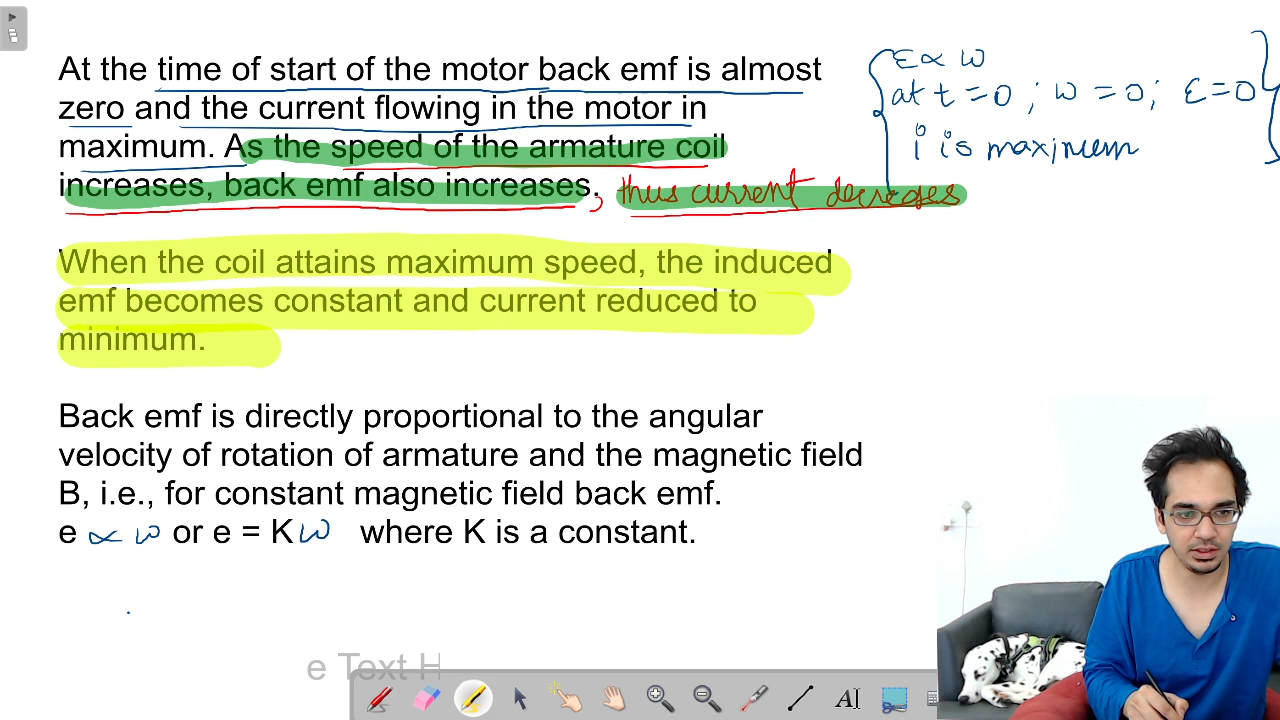 At the time of start of the motor back emf is almost
zero and the current flowing in the motor in
maximum. As the speed of the armature coil
increases, back emf also increases.
, thus current decreases
ε ∝ ω
at t = 0 ; ω = 0 ; ε = 0
i is maximum
When the coil attains maximum speed, the induced
emf becomes constant and current reduced to
minimum.
Back emf is directly proportional to the angular
velocity of rotation of armature and the magnetic field
B, i.e., for constant magnetic field back emf.
e ∝ ω or e = Kω where K is a constant.
e Text H
AI